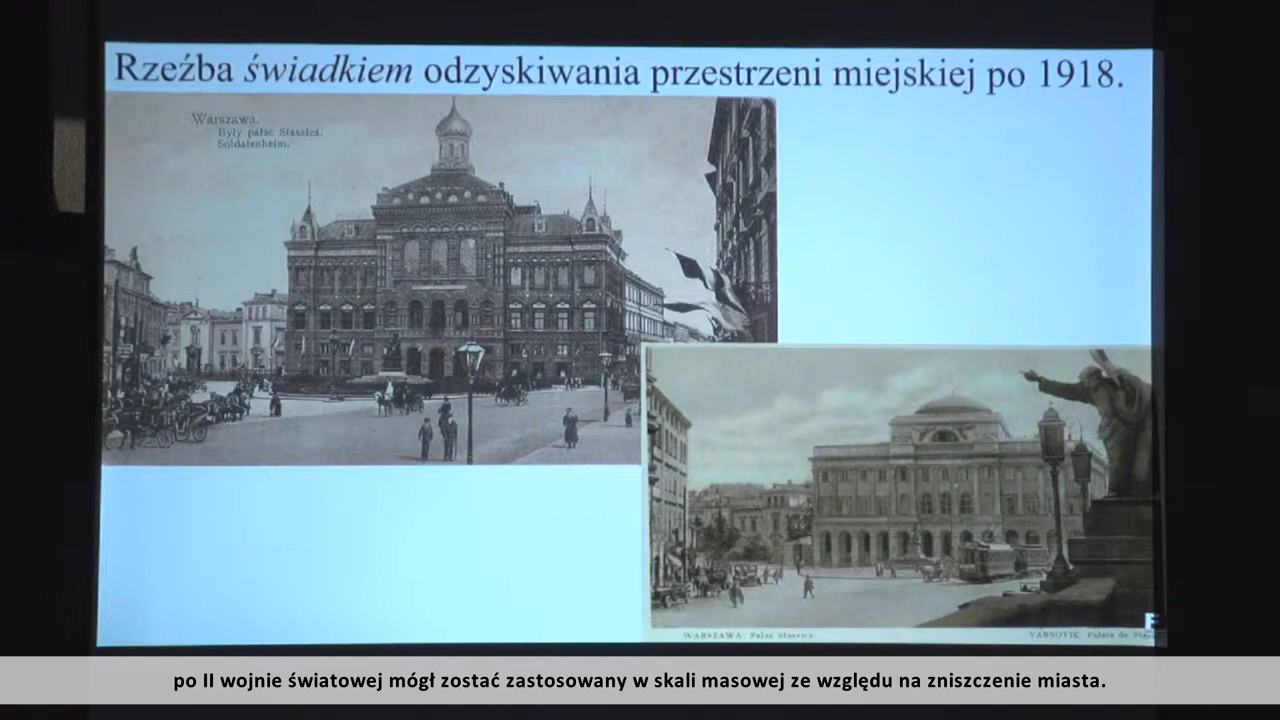 Rzeźba świadkiem odzyskiwania przestrzeni miejskiej po 1918.
Warszawa.
Były pałac Staszica.
Soldatenheim.
WARSZAWA. Pałac Staszica.
VARSOVIE. Palais de
po II wojnie światowej mógł zostać zastosowany w skali masowej ze względu na zniszczenie miasta.